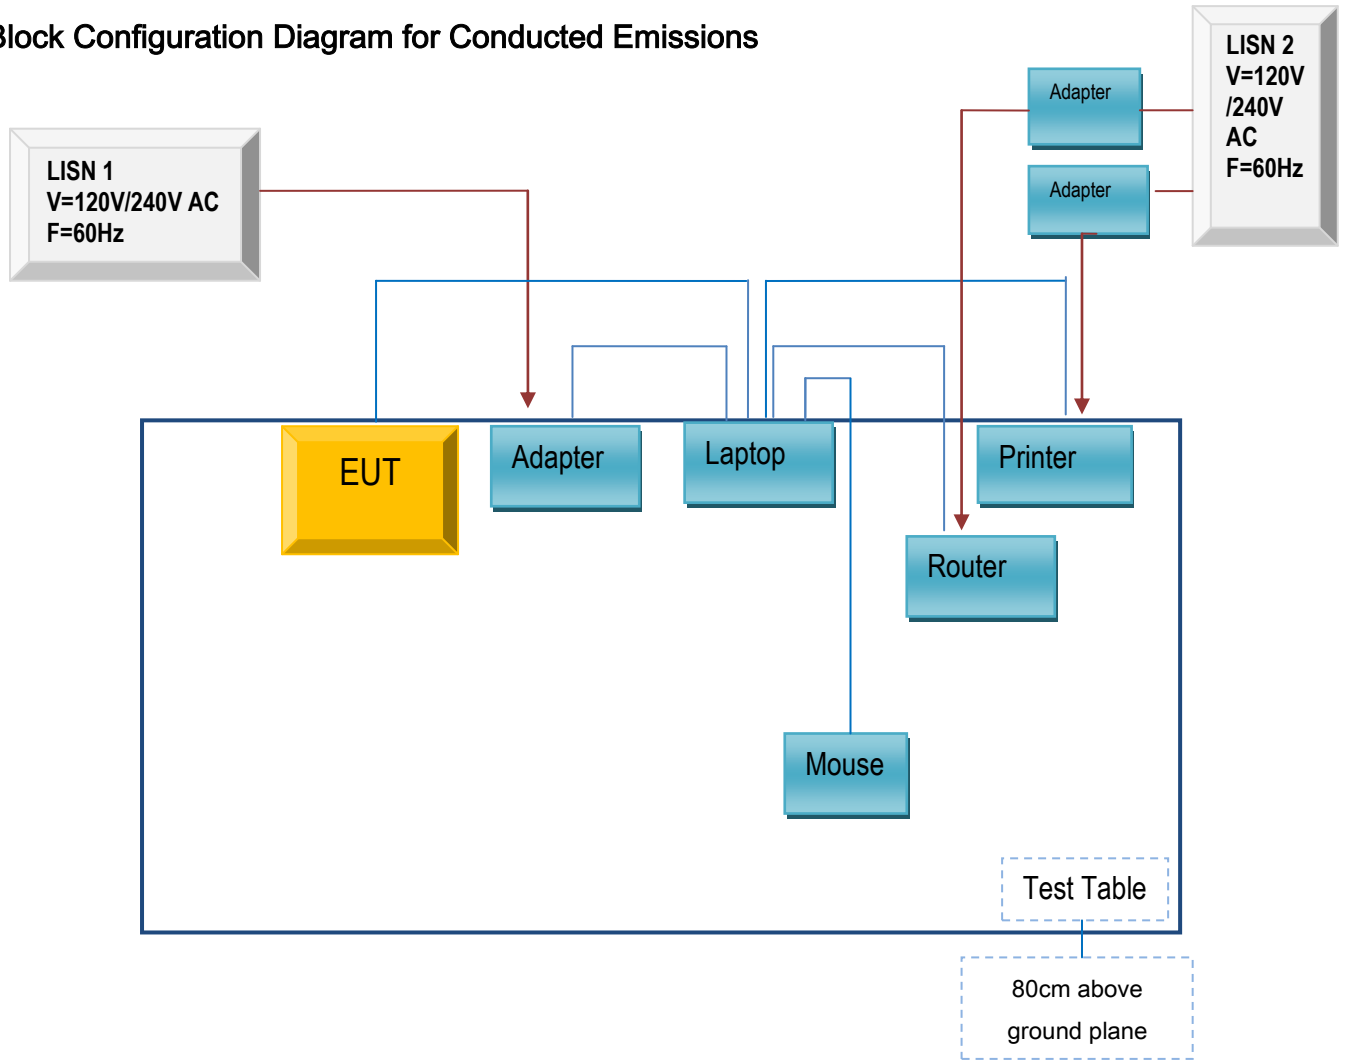 Block Configuration Diagram for Conducted Emissions
LISN 2
V=120V
/240V
AC
F=60Hz
Adapter
Adapter
LISN 1
V=120V/240V AC
F=60Hz
EUT
Adapter
Laptop
Printer
Router
Mouse
Test Table
80cm above
ground plane